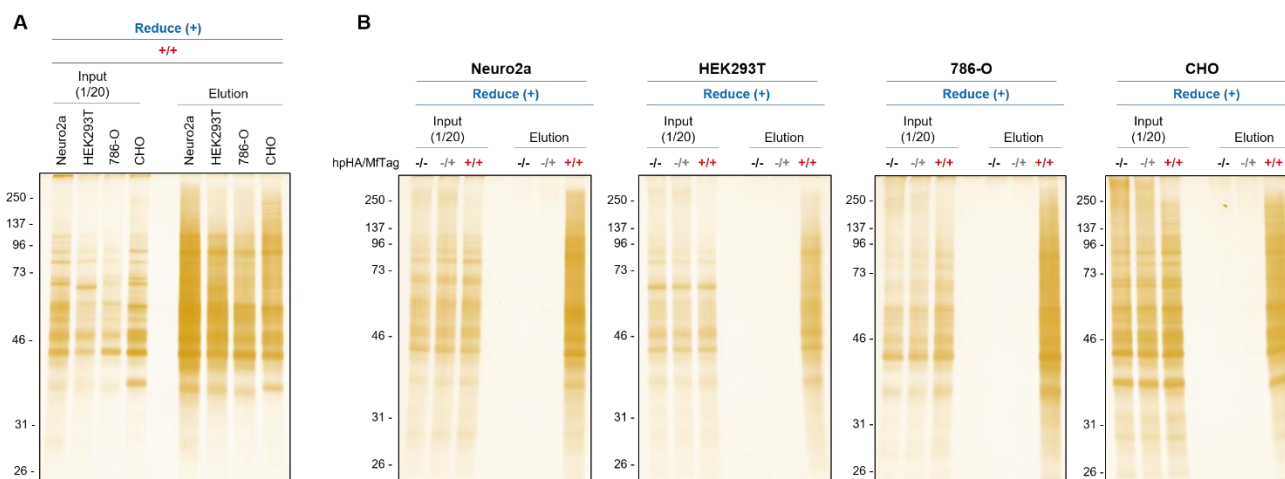 A
Reduce (+)
+/+
Input
(1/20)
Elution
Neuro2a
HEK293T
786-O
CHO
Neuro2a
HEK293T
786-O
CHO
250 -
137 -
96 -
73 -
46 -
31 -
26 -
B
Neuro2a
Reduce (+)
Input
(1/20)
Elution
hpHA/MfTag
-/- -/+ +/+ -/- -/+ +/+
250 -
137 -
96 -
73 -
46 -
31 -
26 -
HEK293T
Reduce (+)
Input
(1/20)
Elution
-/- -/+ +/+ -/- -/+ +/+
250 -
137 -
96 -
73 -
46 -
31 -
26 -
786-O
Reduce (+)
Input
(1/20)
Elution
-/- -/+ +/+ -/- -/+ +/+
250 -
137 -
96 -
73 -
46 -
31 -
26 -
CHO
Reduce (+)
Input
(1/20)
Elution
-/- -/+ +/+ -/- -/+ +/+
250 -
137 -
96 -
73 -
46 -
31 -
26 -